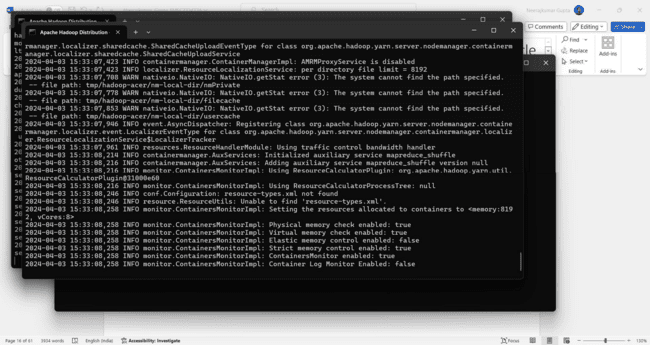 Apache Hadoop Distribution
Apache Hadoop Distribution
Comments
Editing
Share
Find
Replace
Select
Editing
Add-ins
Add-ins
rmanager.localizer.sharedcache.SharedCacheUploadEventType for class org.apache.hadoop.yarn.server.nodemanager.containerm
anager.localizer.sharedcache.SharedCacheUploadService
2024-04-03 15:33:07,423 INFO containermanager.ContainerManagerImpl: AMRMProxyService is disabled
2024-04-03 15:33:07,423 INFO localizer.ResourceLocalizationService: per directory file limit = 8192
2024-04-03 15:33:07,708 WARN nativeio.NativeIO: NativeIO.getStat error (3): The system cannot find the path specified.
-- file path: tmp/hadoop-acer/nm-local-dir/nmPrivate
2024-04-03 15:33:07,778 WARN nativeio.NativeIO: NativeIO.getStat error (3): The system cannot find the path specified.
-- file path: tmp/hadoop-acer/nm-local-dir/filecache
2024-04-03 15:33:07,853 WARN nativeio.NativeIO: NativeIO.getStat error (3): The system cannot find the path specified.
-- file path: tmp/hadoop-acer/nm-local-dir/usercache
2024-04-03 15:33:07,946 INFO event.AsyncDispatcher: Registering class org.apache.hadoop.yarn.server.nodemanager.containe
rmanager.localizer.event.LocalizerEventType for class org.apache.hadoop.yarn.server.nodemanager.containermanager.localiz
er.ResourceLocalizationService$LocalizerTracker
2024-04-03 15:33:07,961 INFO resources.ResourceHandlerModule: Using traffic control bandwidth handler
2024-04-03 15:33:08,214 INFO containermanager.AuxServices: Initialized auxiliary service mapreduce_shuffle
2024-04-03 15:33:08,216 INFO containermanager.AuxServices: Adding auxiliary service mapreduce_shuffle version null
2024-04-03 15:33:08,216 INFO monitor.ContainersMonitorImpl: Using ResourceCalculatorPlugin: org.apache.hadoop.yarn.util.
ResourceCalculatorPlugin@31000e60
2024-04-03 15:33:08,216 INFO monitor.ContainersMonitorImpl: Using ResourceCalculatorProcessTree: null
2024-04-03 15:33:08,246 INFO conf.Configuration: resource-types.xml not found
2024-04-03 15:33:08,246 INFO resource.ResourceUtils: Unable to find 'resource-types.xml'.
2024-04-03 15:33:08,258 INFO monitor.ContainersMonitorImpl: Setting the resources allocated to containers to <memory:819
2, vCores:8>
2024-04-03 15:33:08,258 INFO monitor.ContainersMonitorImpl: Physical memory check enabled: true
2024-04-03 15:33:08,258 INFO monitor.ContainersMonitorImpl: Virtual memory check enabled: true
2024-04-03 15:33:08,258 INFO monitor.ContainersMonitorImpl: Elastic memory control enabled: false
2024-04-03 15:33:08,258 INFO monitor.ContainersMonitorImpl: Strict memory control enabled: true
2024-04-03 15:33:08,258 INFO monitor.ContainersMonitorImpl: ContainersMonitor enabled: true
2024-04-03 15:33:08,258 INFO monitor.ContainersMonitorImpl: Container Log Monitor Enabled: false
Page 16 of 61
3934 words
English (India)
Accessibility: Investigate
Focus
130%